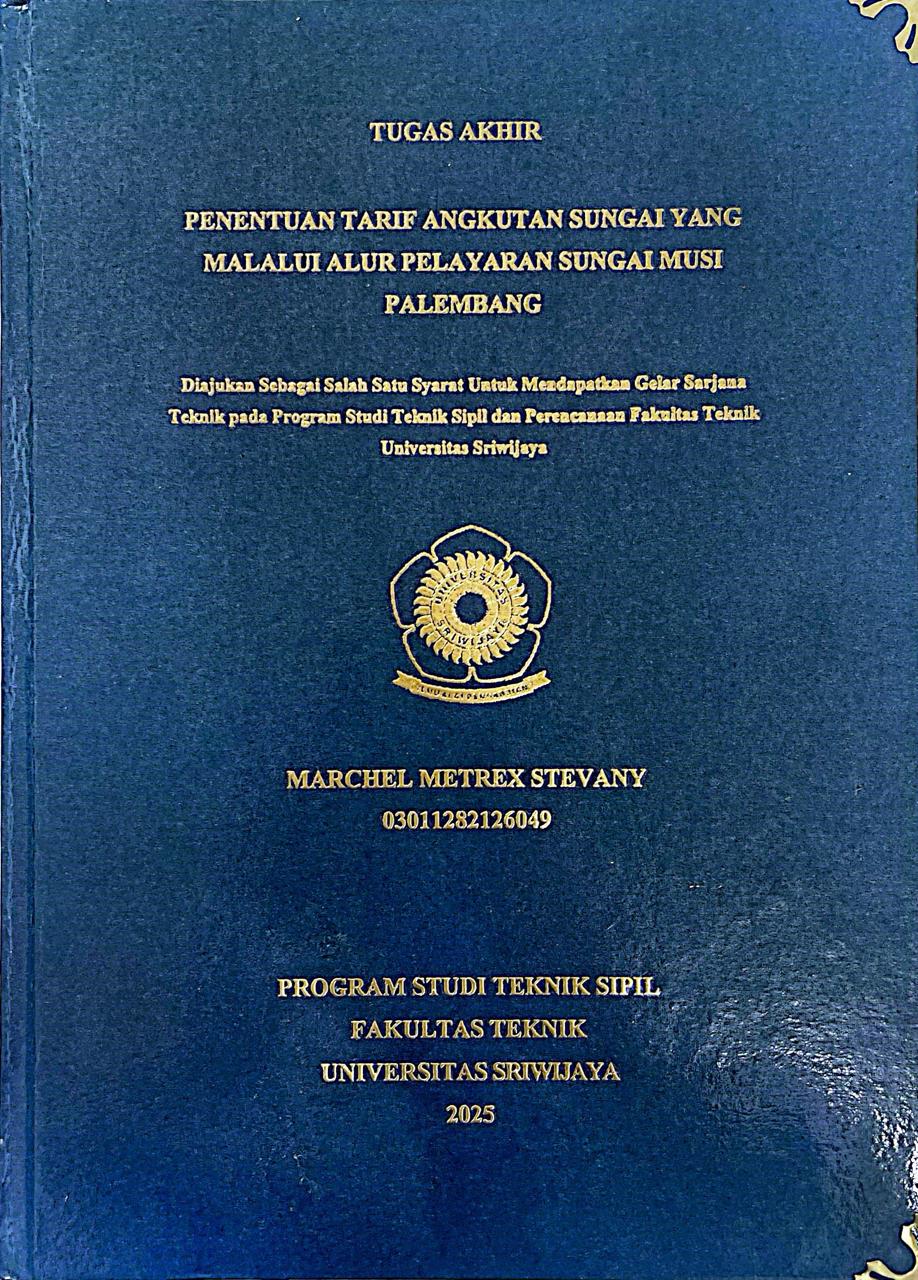 TUGAS AKHIR
PENENTUAN TARIF ANGKUTAN SUNGAI YANG
MALALUI ALUR PELAYARAN SUNGAI MUSI
PALEMBANG
Diajukan Sebagai Salah Satu Syarat Untuk Mendapatkan Gelar Sarjana
Teknik pada Program Studi Teknik Sipil dan Perencanaan Fakultas Teknik
Universitas Sriwijaya
UNIVERSITAS
SRIWIJAYA
MARCHEL METREX STEVANY
03011282126049
PROGRAM STUDI TEKNIK SIPIL
FAKULTAS TEKNIK
UNIVERSITAS SRIWIJAYA
2025